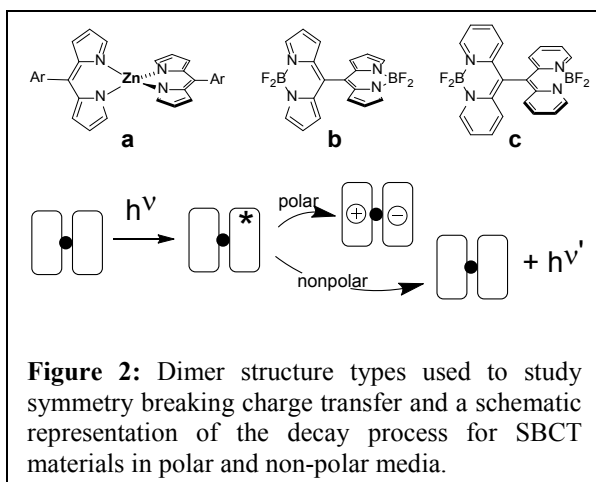 Ar Zn N N N N Ar
F₂B N N N N BF₂
F₂B N N N N BF₂
a b c
hν * polar + −
nonpolar + hν'
Figure 2: Dimer structure types used to study
symmetry breaking charge transfer and a schematic
representation of the decay process for SBCT
materials in polar and non-polar media.